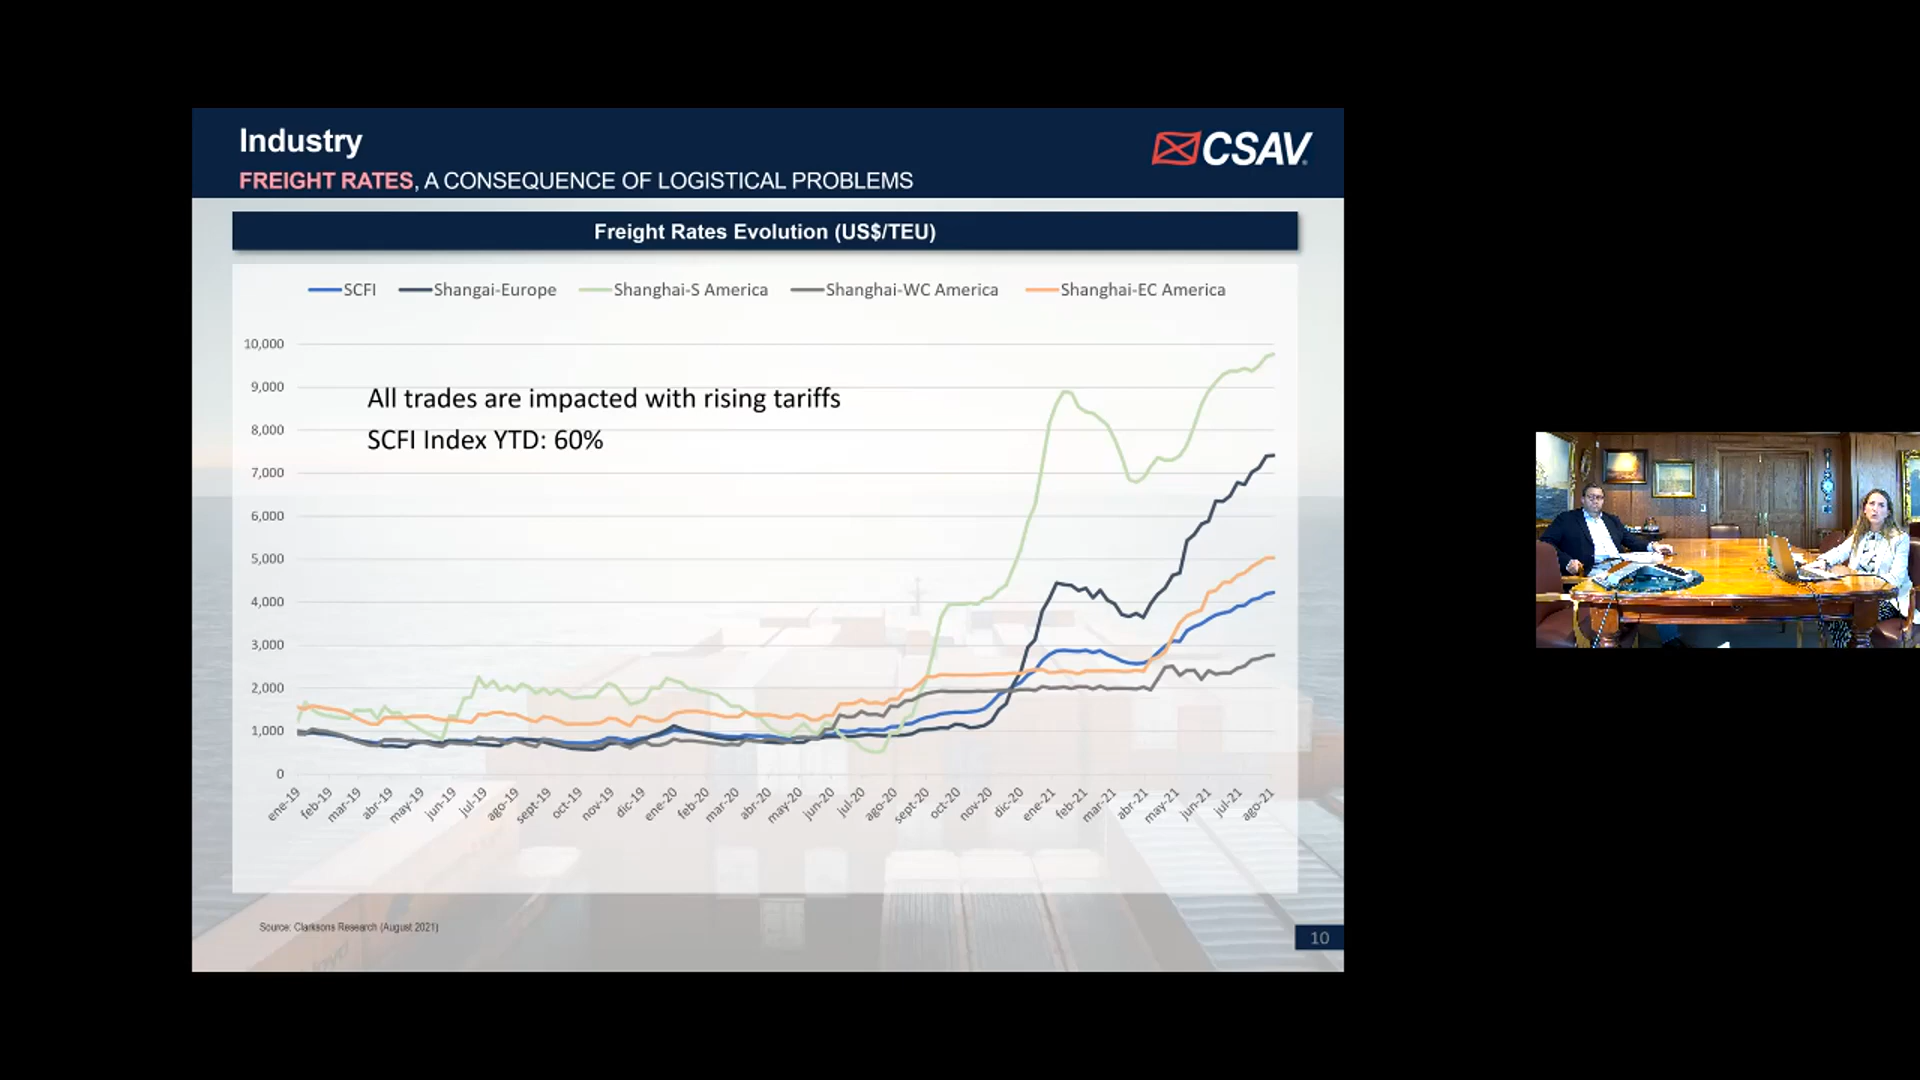 Industry
CSAV
FREIGHT RATES, A CONSEQUENCE OF LOGISTICAL PROBLEMS
Freight Rates Evolution (US$/TEU)
SCFI Shangai-Europe Shanghai-S America Shanghai-WC America Shanghai-EC America
10,000
9,000
8,000
7,000
6,000
5,000
4,000
3,000
2,000
1,000
0
All trades are impacted with rising tariffs
SCFI Index YTD: 60%
ene-19 feb-19 mar-19 abr-19 may-19 jun-19 jul-19 ago-19 sept-19 oct-19 nov-19 dic-19 ene-20 feb-20 mar-20 abr-20 may-20 jun-20 jul-20 ago-20 sept-20 oct-20 nov-20 dic-20 ene-21 feb-21 mar-21 abr-21 may-21 jun-21 jul-21 ago-21
Source: Clarksons Research (August 2021)
10